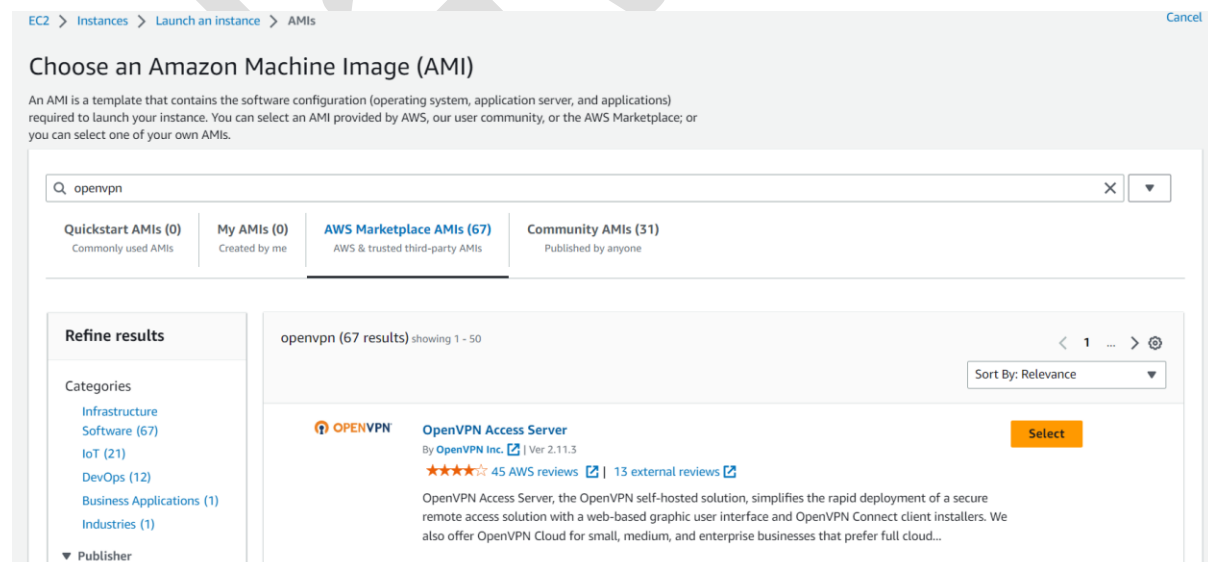 EC2 > Instances > Launch an instance > AMIs
Cancel
Choose an Amazon Machine Image (AMI)
An AMI is a template that contains the software configuration (operating system, application server, and applications)
required to launch your instance. You can select an AMI provided by AWS, our user community, or the AWS Marketplace; or
you can select one of your own AMIs.
openvpn
Quickstart AMIs (0)
Commonly used AMIs
My AMIs (0)
Created by me
AWS Marketplace AMIs (67)
AWS & trusted third-party AMIs
Community AMIs (31)
Published by anyone
Refine results
Categories
Infrastructure
Software (67)
IoT (21)
DevOps (12)
Business Applications (1)
Industries (1)
Publisher
openvpn (67 results) showing 1 - 50
< 1 ... >
Sort By: Relevance
OPENVPN
OpenVPN Access Server
By OpenVPN Inc. | Ver 2.11.3
45 AWS reviews | 13 external reviews
OpenVPN Access Server, the OpenVPN self-hosted solution, simplifies the rapid deployment of a secure
remote access solution with a web-based graphic user interface and OpenVPN Connect client installers. We
also offer OpenVPN Cloud for small, medium, and enterprise businesses that prefer full cloud...
Select